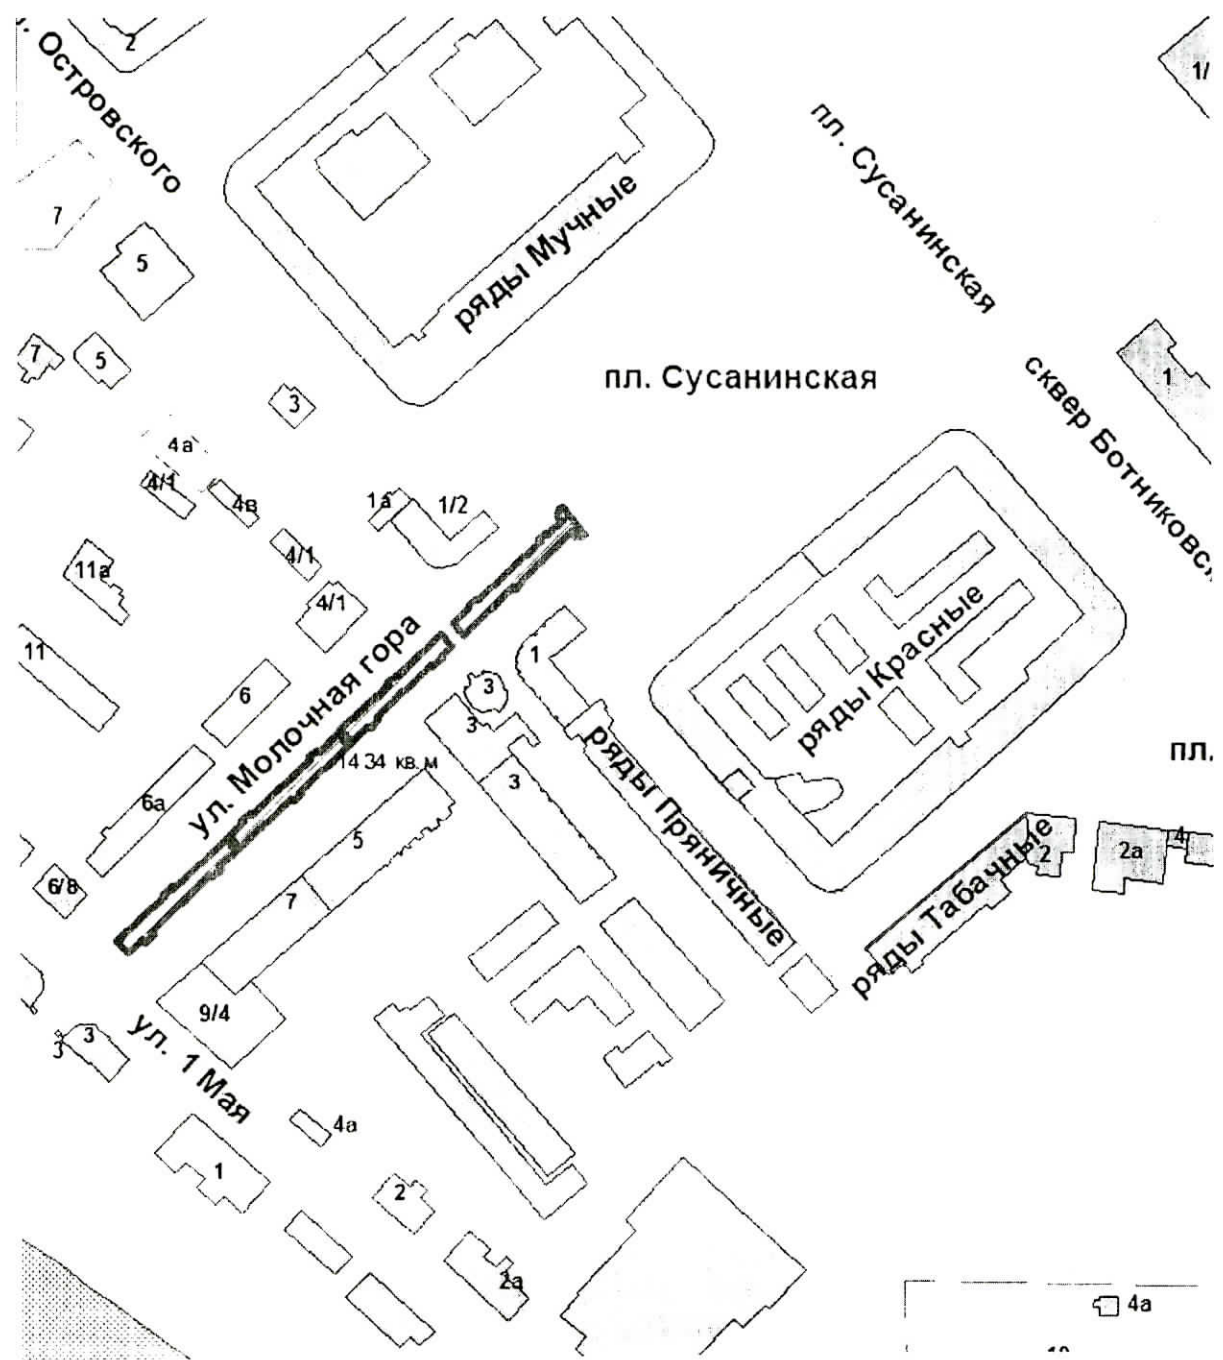 2
1/
Островского
пл. Сусанинская
7
5
ряды Мучные
7
5
3
пл. Сусанинская
1
сквер Ботниковс
4а
4/1
4в
1а
1/2
4/1
11а
4/1
11
1
6
3
3
ряды Красные
ул. Молочная гора
1434 кв.м
пл.
6а
3
5
ряды Пряничные
2
2а
4
6/8
7
ряды Табачные
9/4
3
3
ул. 1 Мая
4а
1
2
2а
4а